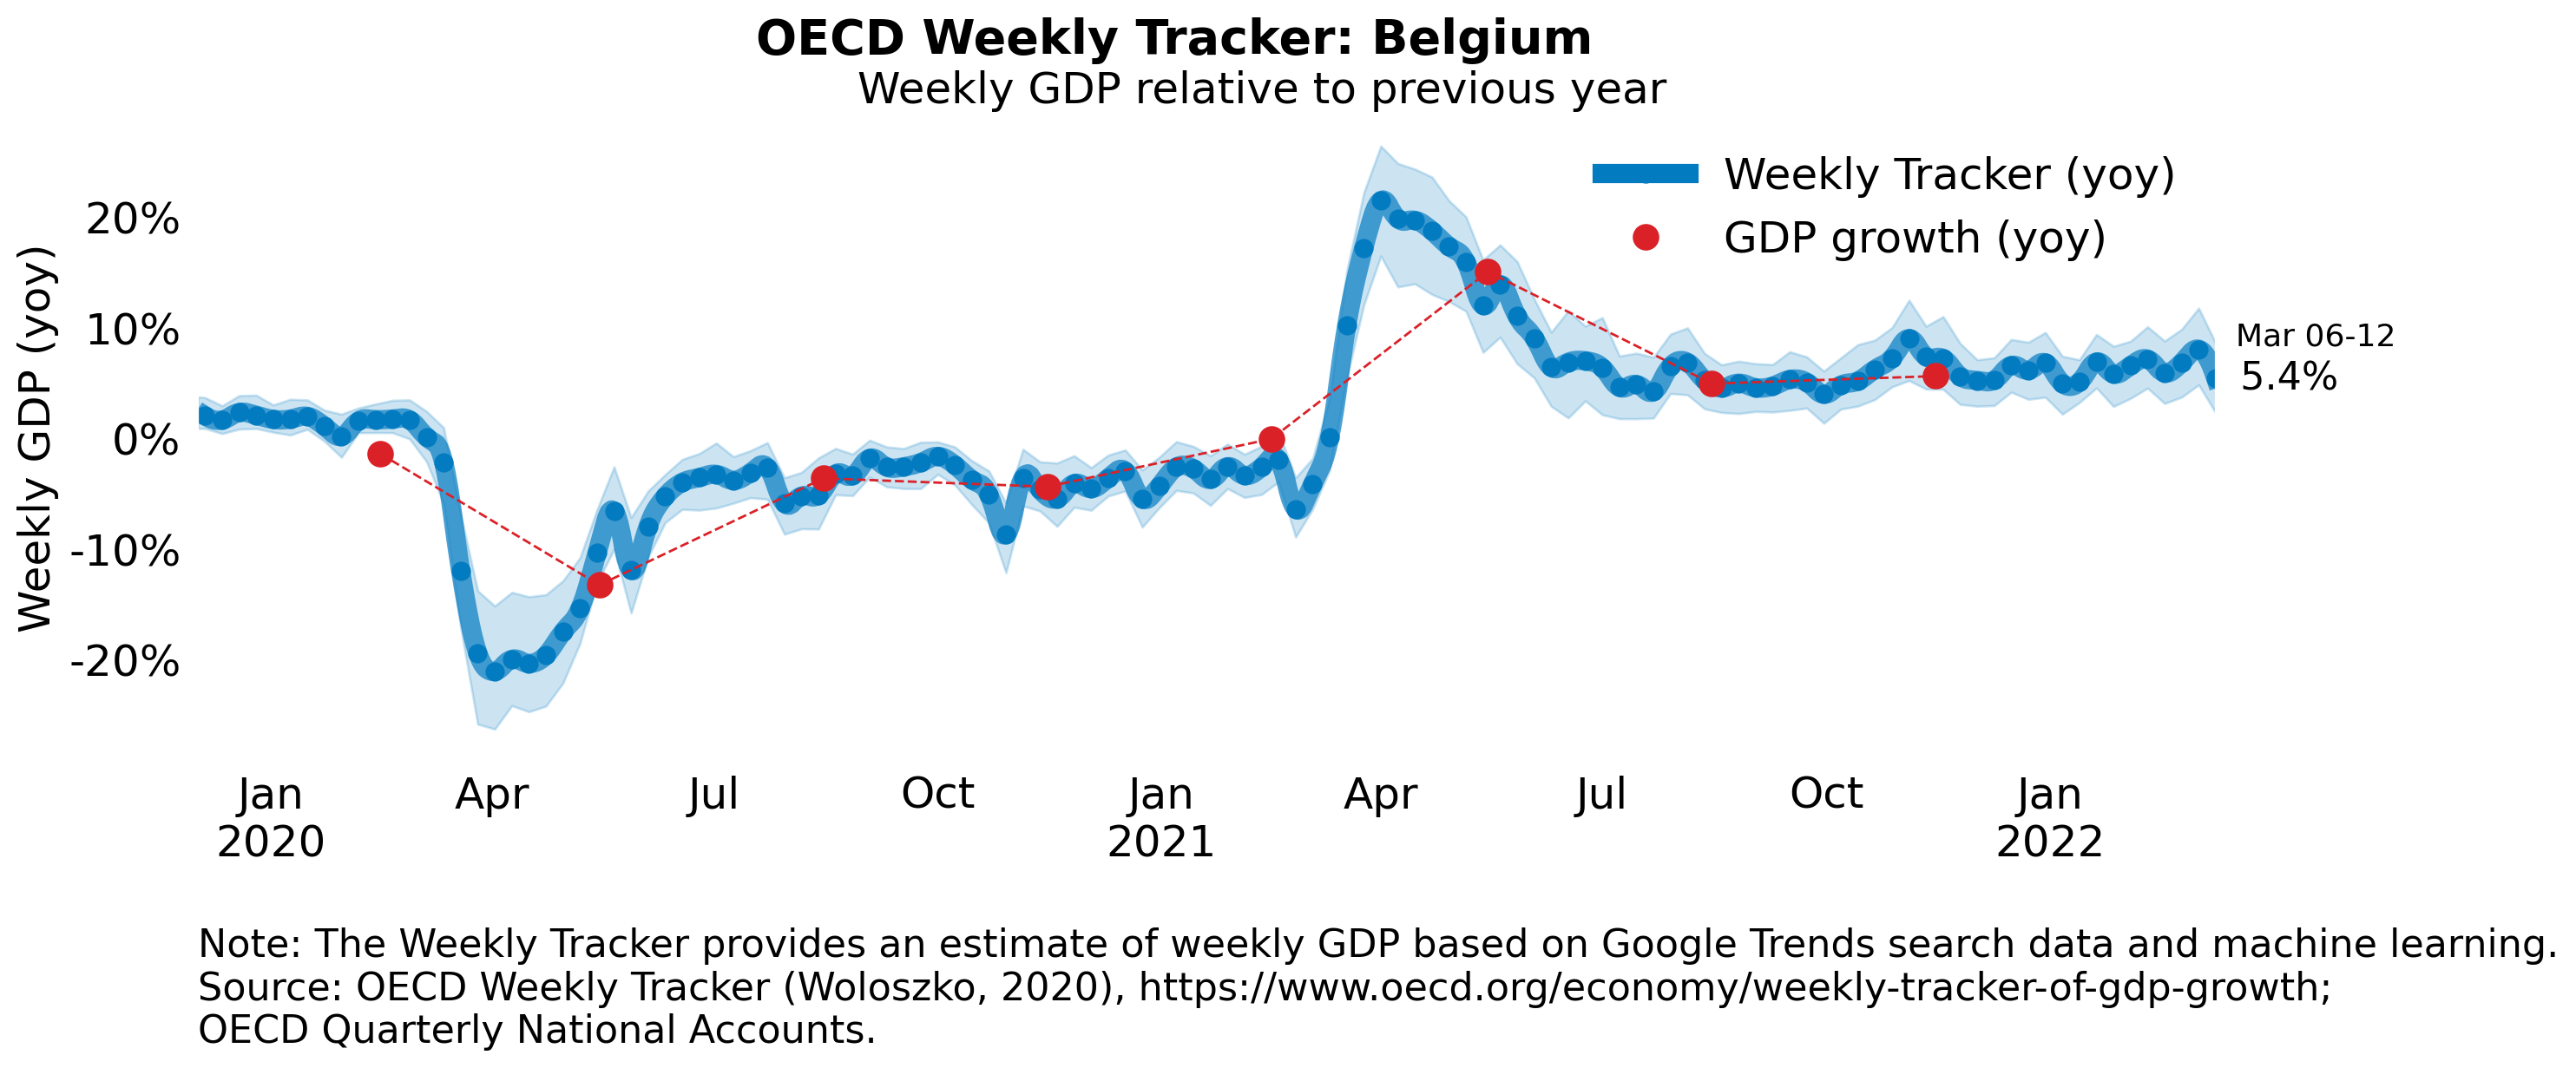 OECD Weekly Tracker: Belgium
Weekly GDP relative to previous year
Weekly Tracker (yoy)
GDP growth (yoy)
Weekly GDP (yoy)
20%
10%
0%
-10%
-20%
Mar 06-12
5.4%
Jan Apr Jul Oct Jan Apr Jul Oct Jan
2020 2021 2022
Note: The Weekly Tracker provides an estimate of weekly GDP based on Google Trends search data and machine learning.
Source: OECD Weekly Tracker (Woloszko, 2020), https://www.oecd.org/economy/weekly-tracker-of-gdp-growth;
OECD Quarterly National Accounts.